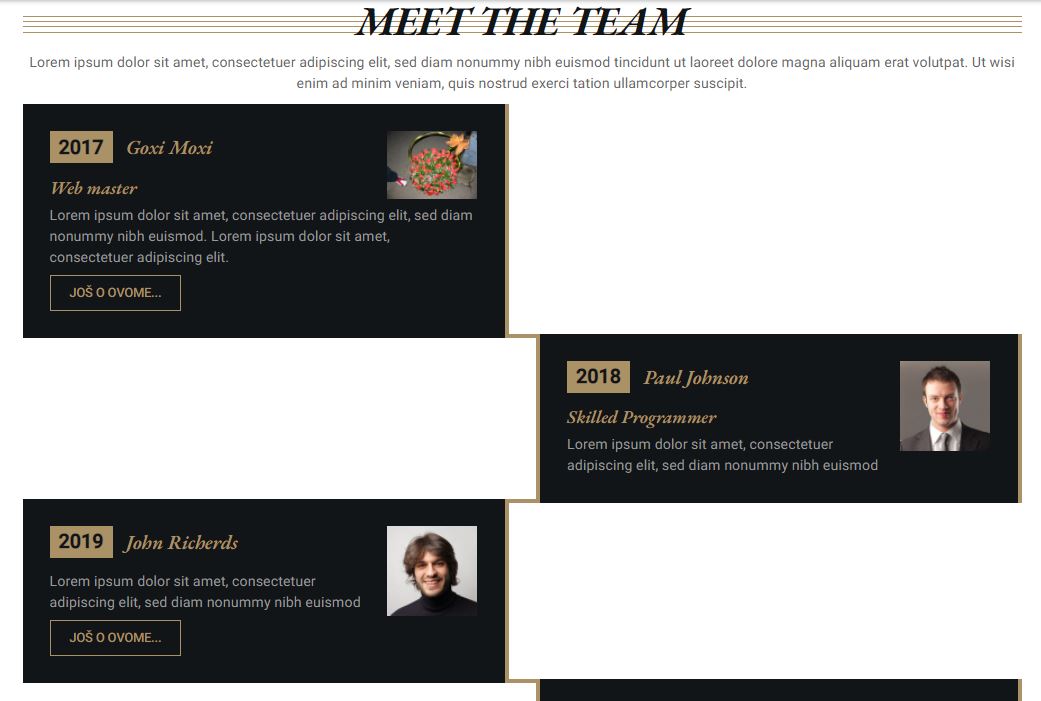 MEET THE TEAM
Lorem ipsum dolor sit amet, consectetuer adipiscing elit, sed diam nonummy nibh euismod tincidunt ut laoreet dolore magna aliquam erat volutpat. Ut wisi
enim ad minim veniam, quis nostrud exerci tation ullamcorper suscipit.
2017 Goxi Moxi
Web master
Lorem ipsum dolor sit amet, consectetuer adipiscing elit, sed diam
nonummy nibh euismod. Lorem ipsum dolor sit amet,
consectetuer adipiscing elit.
JOŠ O OVOME...
2018 Paul Johnson
Skilled Programmer
Lorem ipsum dolor sit amet, consectetuer
adipiscing elit, sed diam nonummy nibh euismod
2019 John Richerds
Lorem ipsum dolor sit amet, consectetuer
adipiscing elit, sed diam nonummy nibh euismod
JOŠ O OVOME...